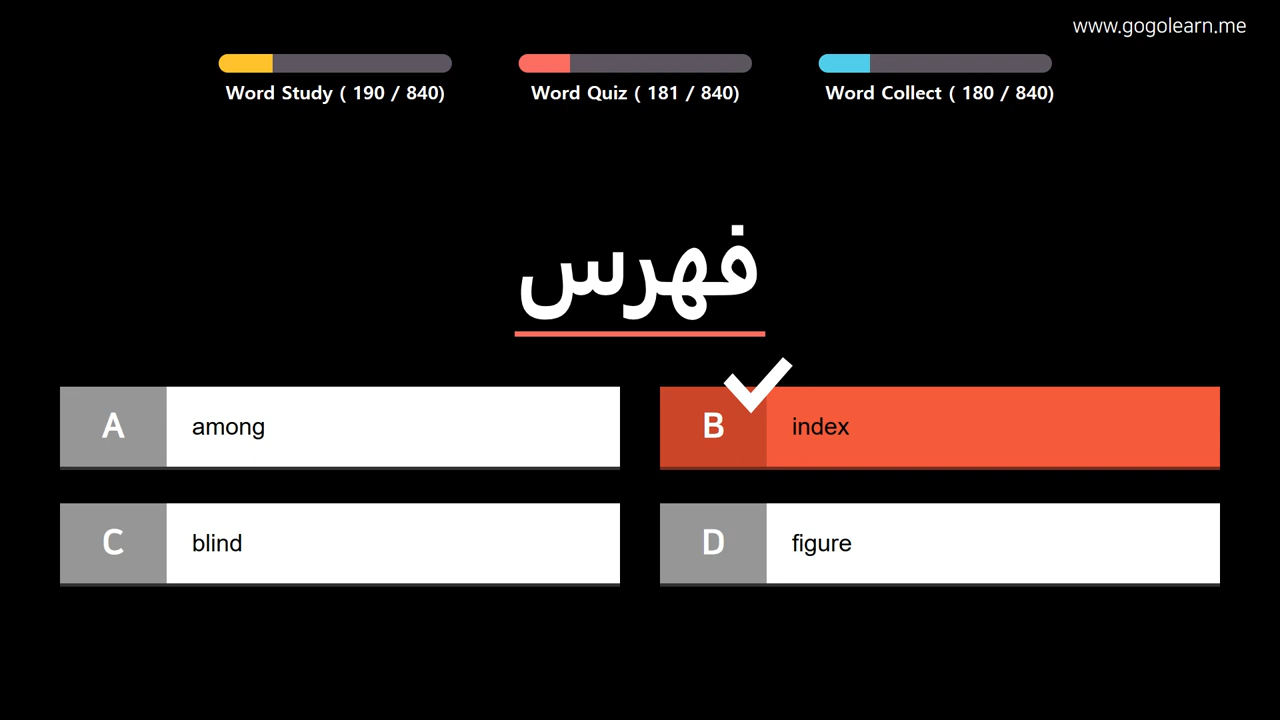 www.gogolearn.me
Word Study ( 190 / 840)
Word Quiz ( 181 / 840)
Word Collect ( 180 / 840)
فهرس
A among
B index
C blind
D figure